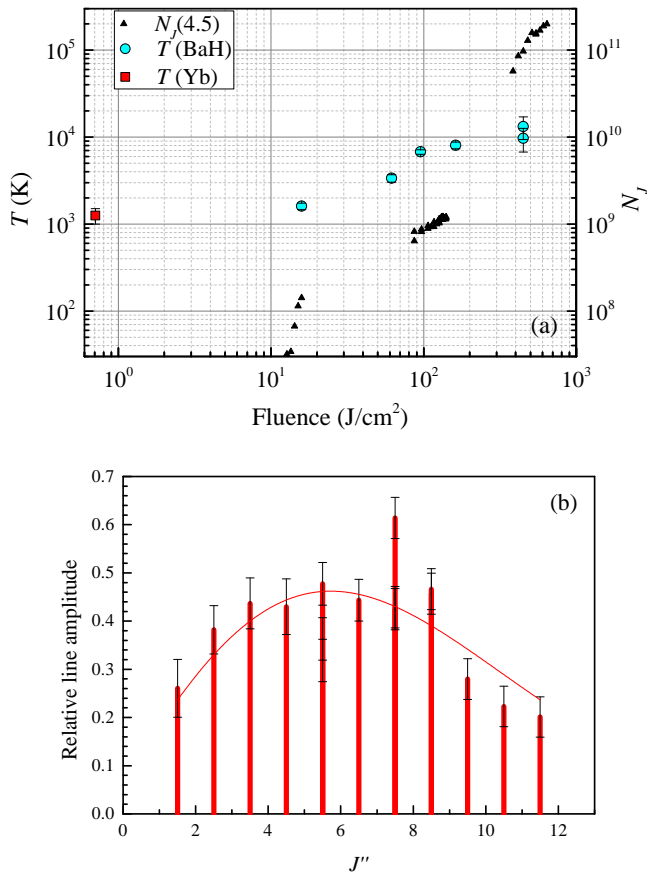 N_J(4.5)
T (BaH)
T (Yb)
10^5
10^4
10^3
10^2
T (K)
10^11
10^10
10^9
10^8
N_J
(a)
10^0 10^1 10^2 10^3
Fluence (J/cm^2)
(b)
0.7
0.6
0.5
0.4
0.3
0.2
0.1
0.0
Relative line amplitude
0 2 4 6 8 10 12
J''